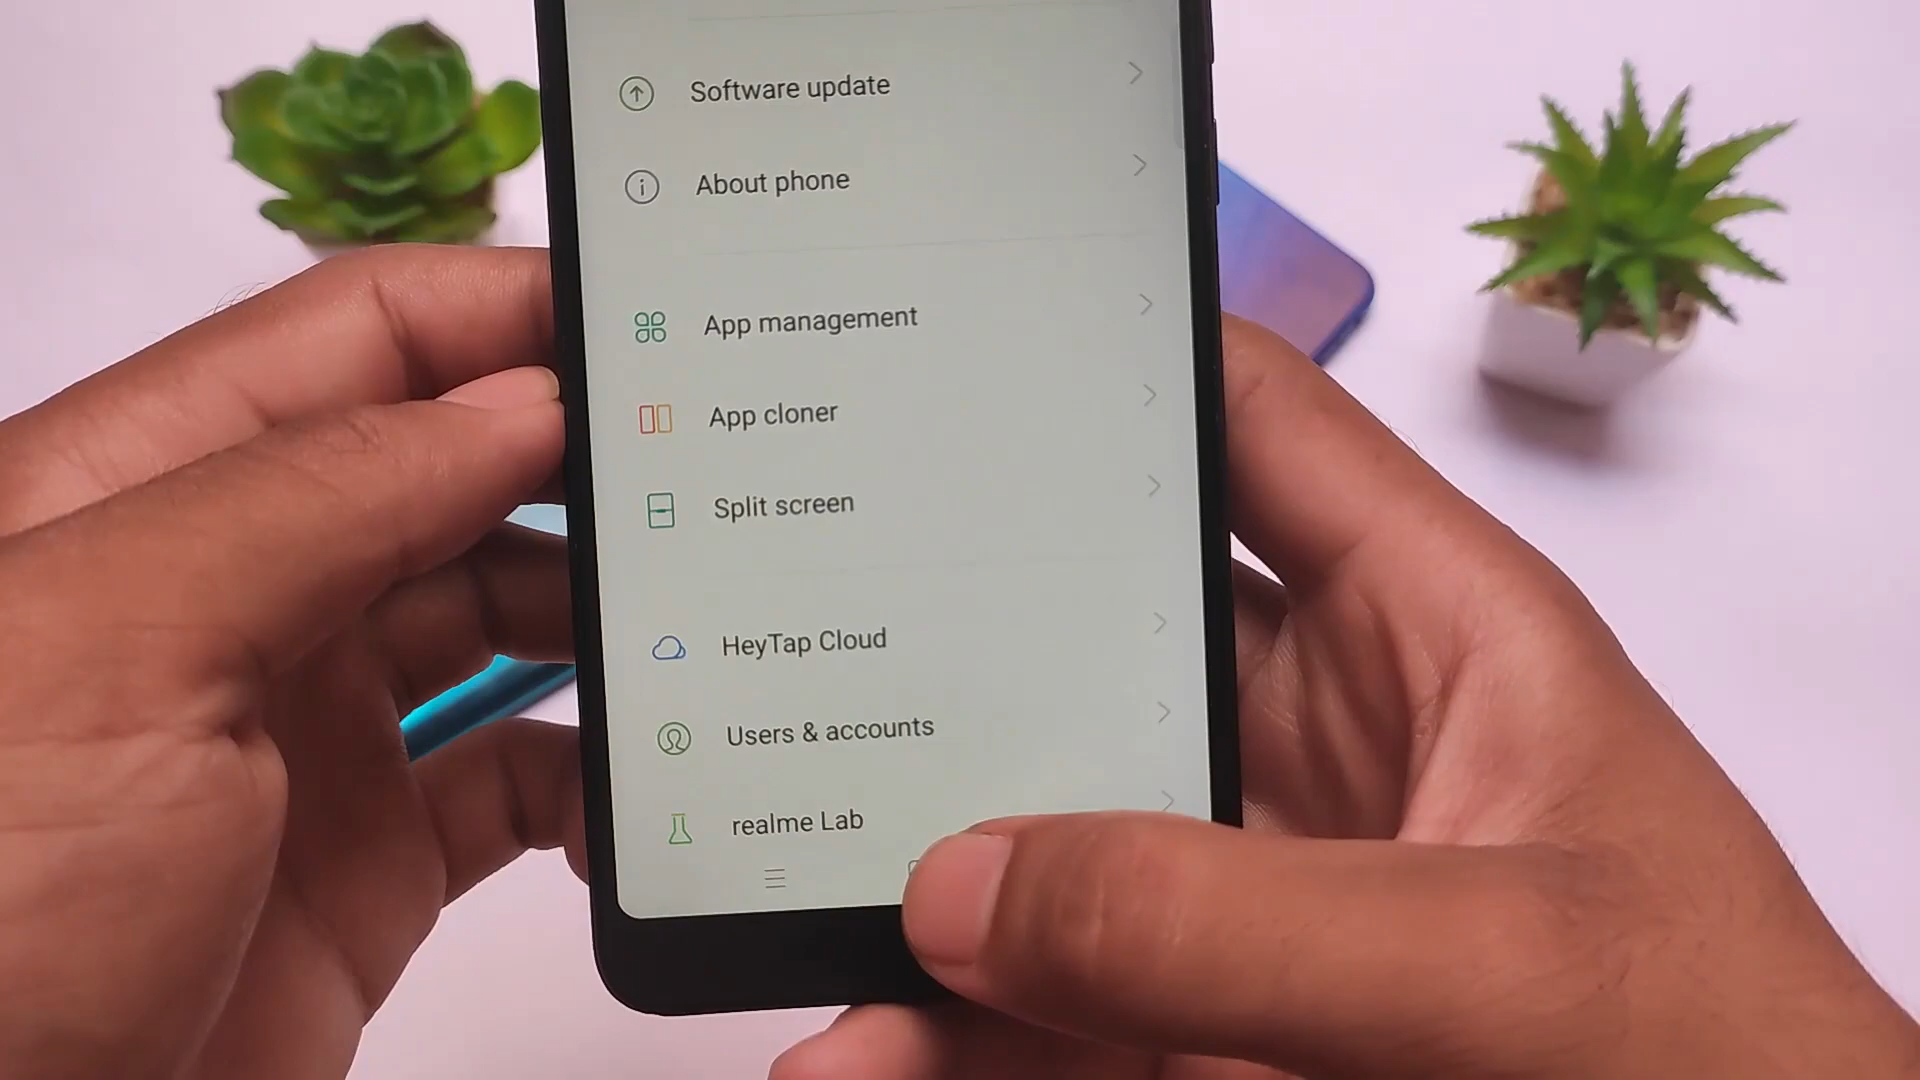 Software update
About phone
App management
App cloner
Split screen
HeyTap Cloud
Users & accounts
realme Lab